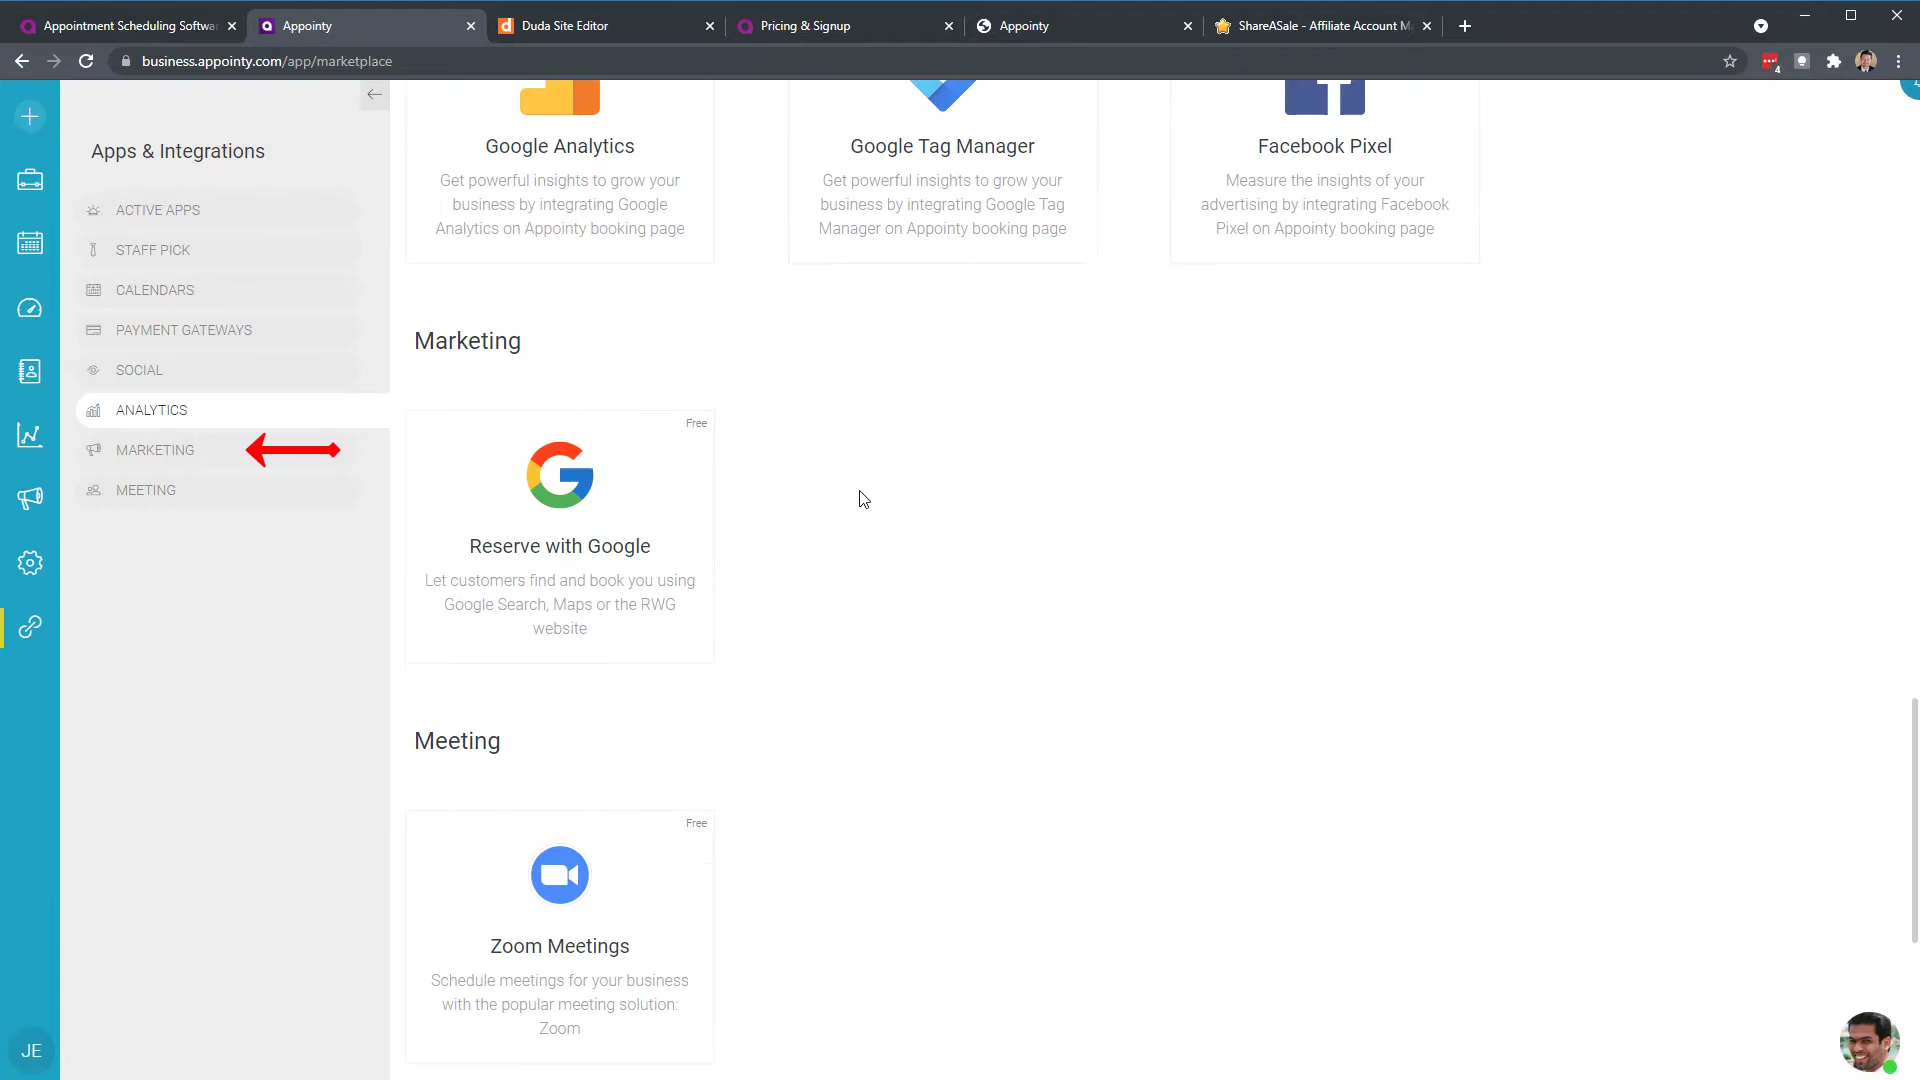 Appointment Scheduling Softwa
Appointy
Duda Site Editor
Pricing & Signup
Appointy
ShareASale - Affiliate Account M
business.appointy.com/app/marketplace
4
Apps & Integrations
ACTIVE APPS
STAFF PICK
CALENDARS
PAYMENT GATEWAYS
SOCIAL
ANALYTICS
MARKETING
MEETING
JE
Google Analytics
Get powerful insights to grow your
business by integrating Google
Analytics on Appointy booking page
Google Tag Manager
Get powerful insights to grow your
business by integrating Google Tag
Manager on Appointy booking page
Facebook Pixel
Measure the insights of your
advertising by integrating Facebook
Pixel on Appointy booking page
Marketing
Free
Reserve with Google
Let customers find and book you using
Google Search, Maps or the RWG
website
Meeting
Free
Zoom Meetings
Schedule meetings for your business
with the popular meeting solution:
Zoom